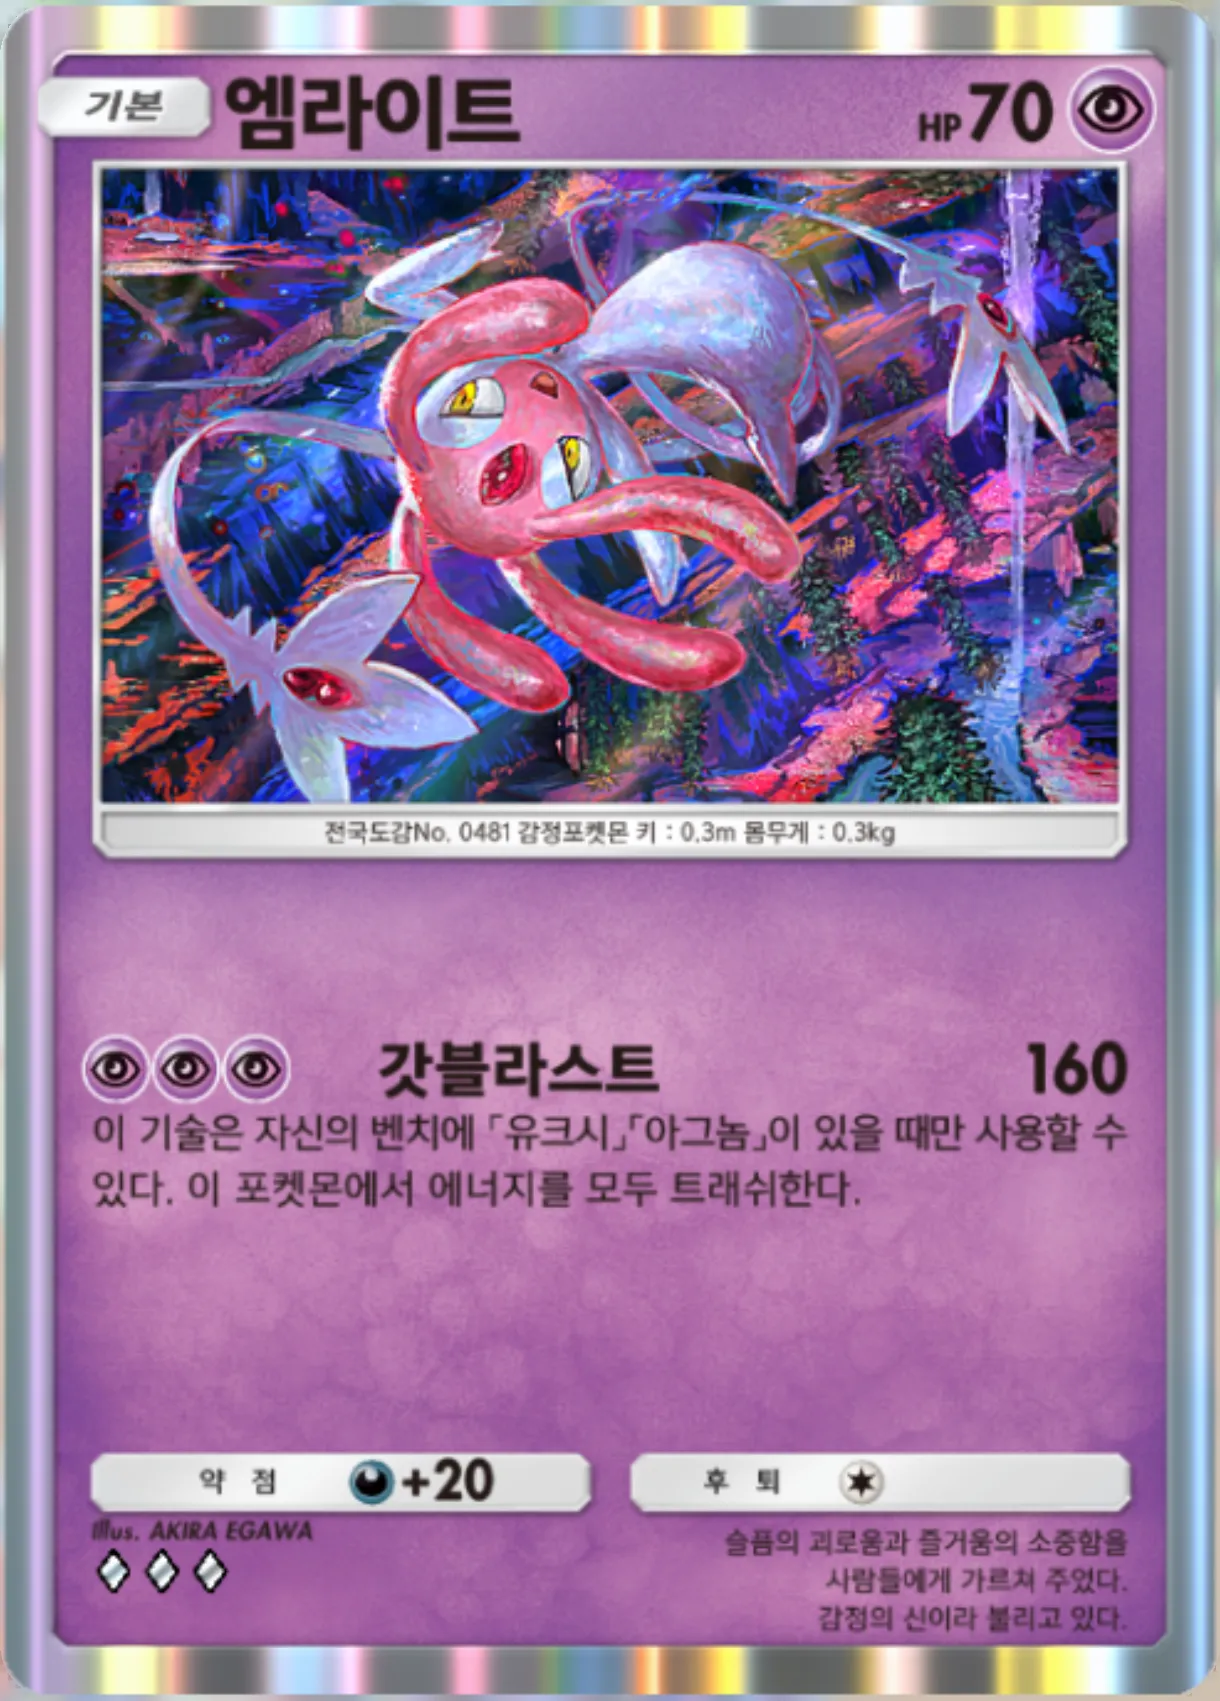 기본 엠라이트 HP 70
전국도감No. 0481 감정포켓몬 키 : 0.3m 몸무게 : 0.3kg
갓블라스트 160
이 기술은 자신의 벤치에 「유크시」「아그놈」이 있을 때만 사용할 수
있다. 이 포켓몬에서 에너지를 모두 트래쉬한다.
약점 +20 후퇴
Illus. AKIRA EGAWA
슬픔의 괴로움과 즐거움의 소중함을
사람들에게 가르쳐 주었다.
감정의 신이라 불리고 있다.